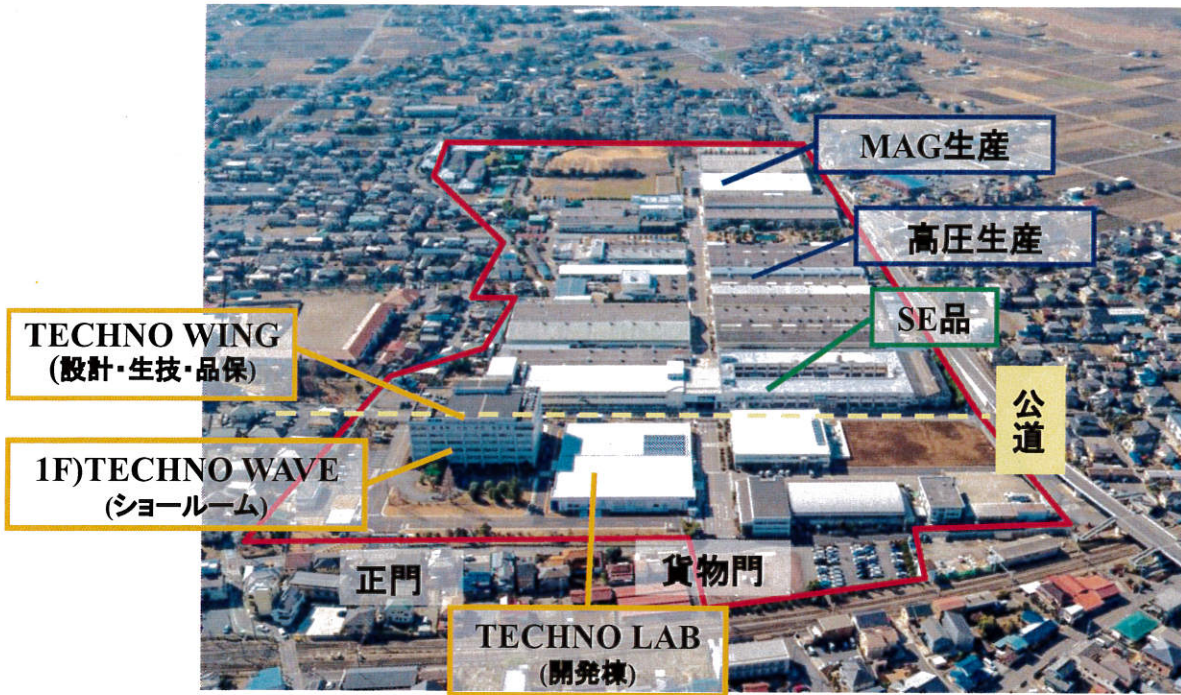 MAG生産
高圧生産
SE品
TECHNO WING
(設計・生技・品保)
公道
1F)TECHNO WAVE
(ショールーム)
正門
貨物門
TECHNO LAB
(開発棟)